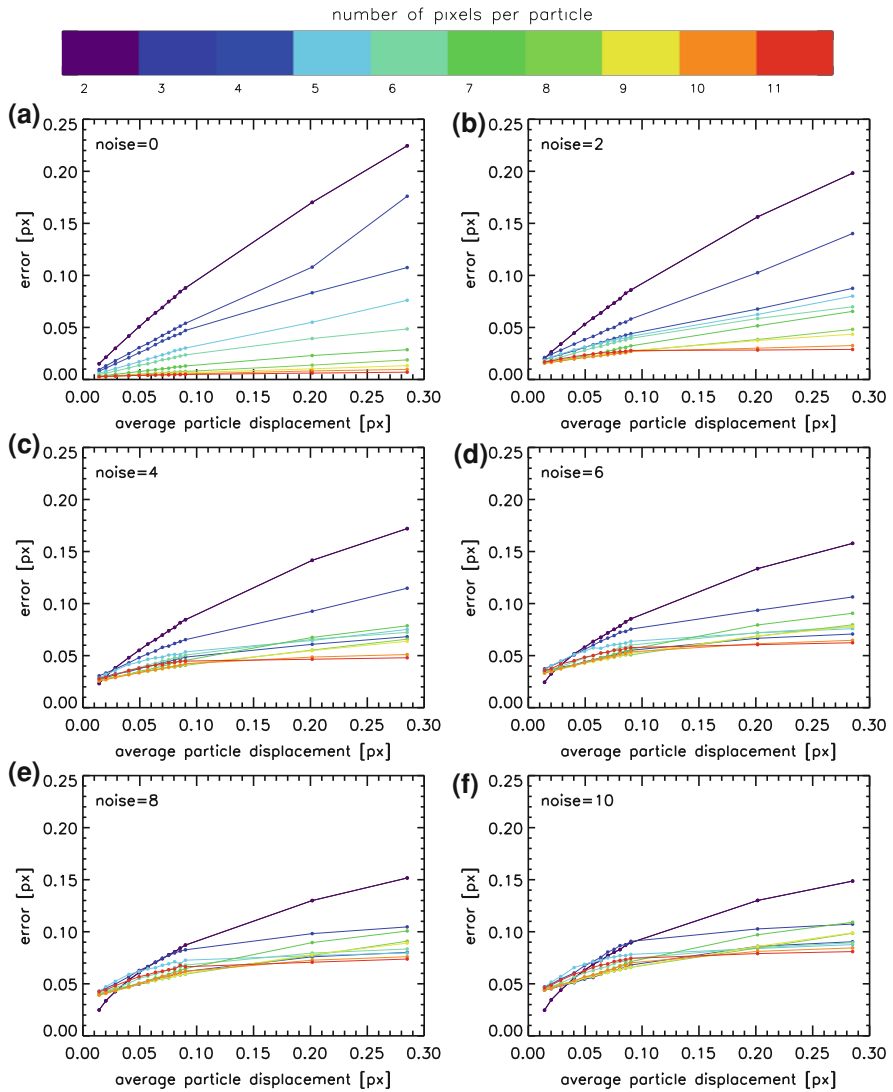 number of pixels per particle
2 3 4 5 6 7 8 9 10 11
(a)
noise=0
error [px]
0.25
0.20
0.15
0.10
0.05
0.00
0.00 0.05 0.10 0.15 0.20 0.25 0.30
average particle displacement [px]
(b)
noise=2
error [px]
0.25
0.20
0.15
0.10
0.05
0.00
0.00 0.05 0.10 0.15 0.20 0.25 0.30
average particle displacement [px]
(c)
noise=4
error [px]
0.25
0.20
0.15
0.10
0.05
0.00
0.00 0.05 0.10 0.15 0.20 0.25 0.30
average particle displacement [px]
(d)
noise=6
error [px]
0.25
0.20
0.15
0.10
0.05
0.00
0.00 0.05 0.10 0.15 0.20 0.25 0.30
average particle displacement [px]
(e)
noise=8
error [px]
0.25
0.20
0.15
0.10
0.05
0.00
0.00 0.05 0.10 0.15 0.20 0.25 0.30
average particle displacement [px]
(f)
noise=10
error [px]
0.25
0.20
0.15
0.10
0.05
0.00
0.00 0.05 0.10 0.15 0.20 0.25 0.30
average particle displacement [px]